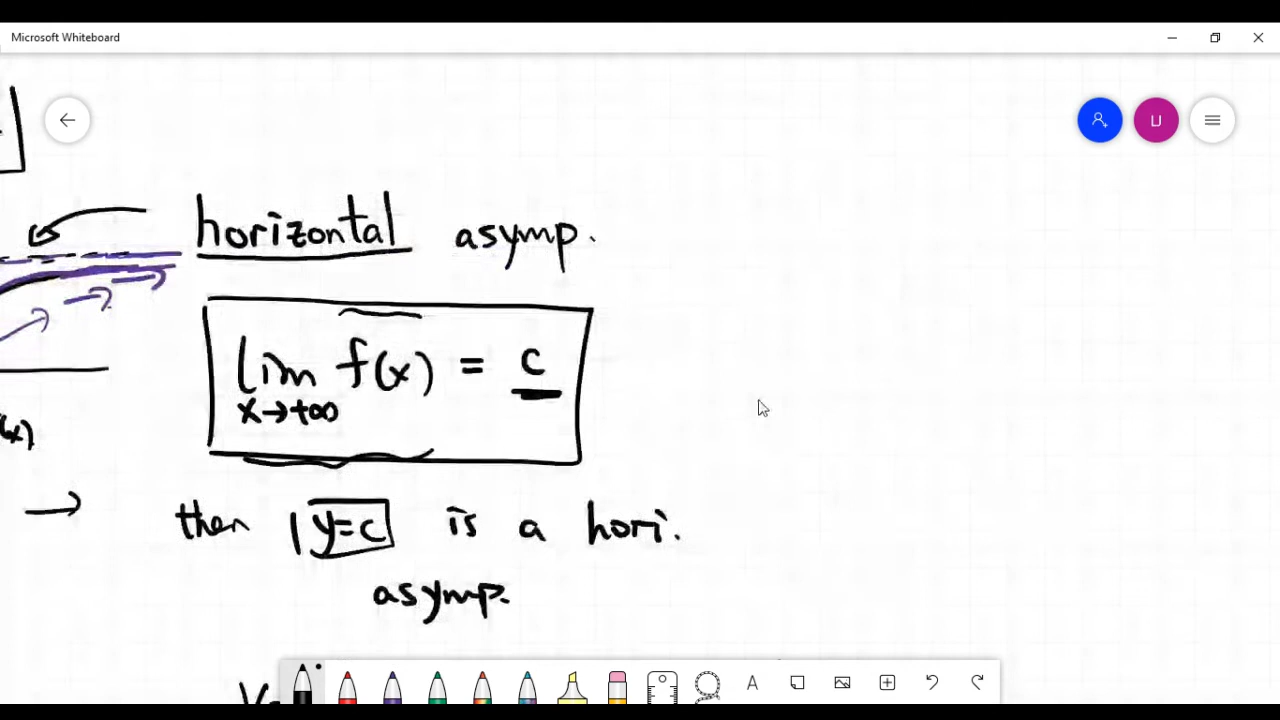 Microsoft Whiteboard
horizontal asymp.
lim f(x) = c
x→+∞
then y=c is a hori.
asymp.